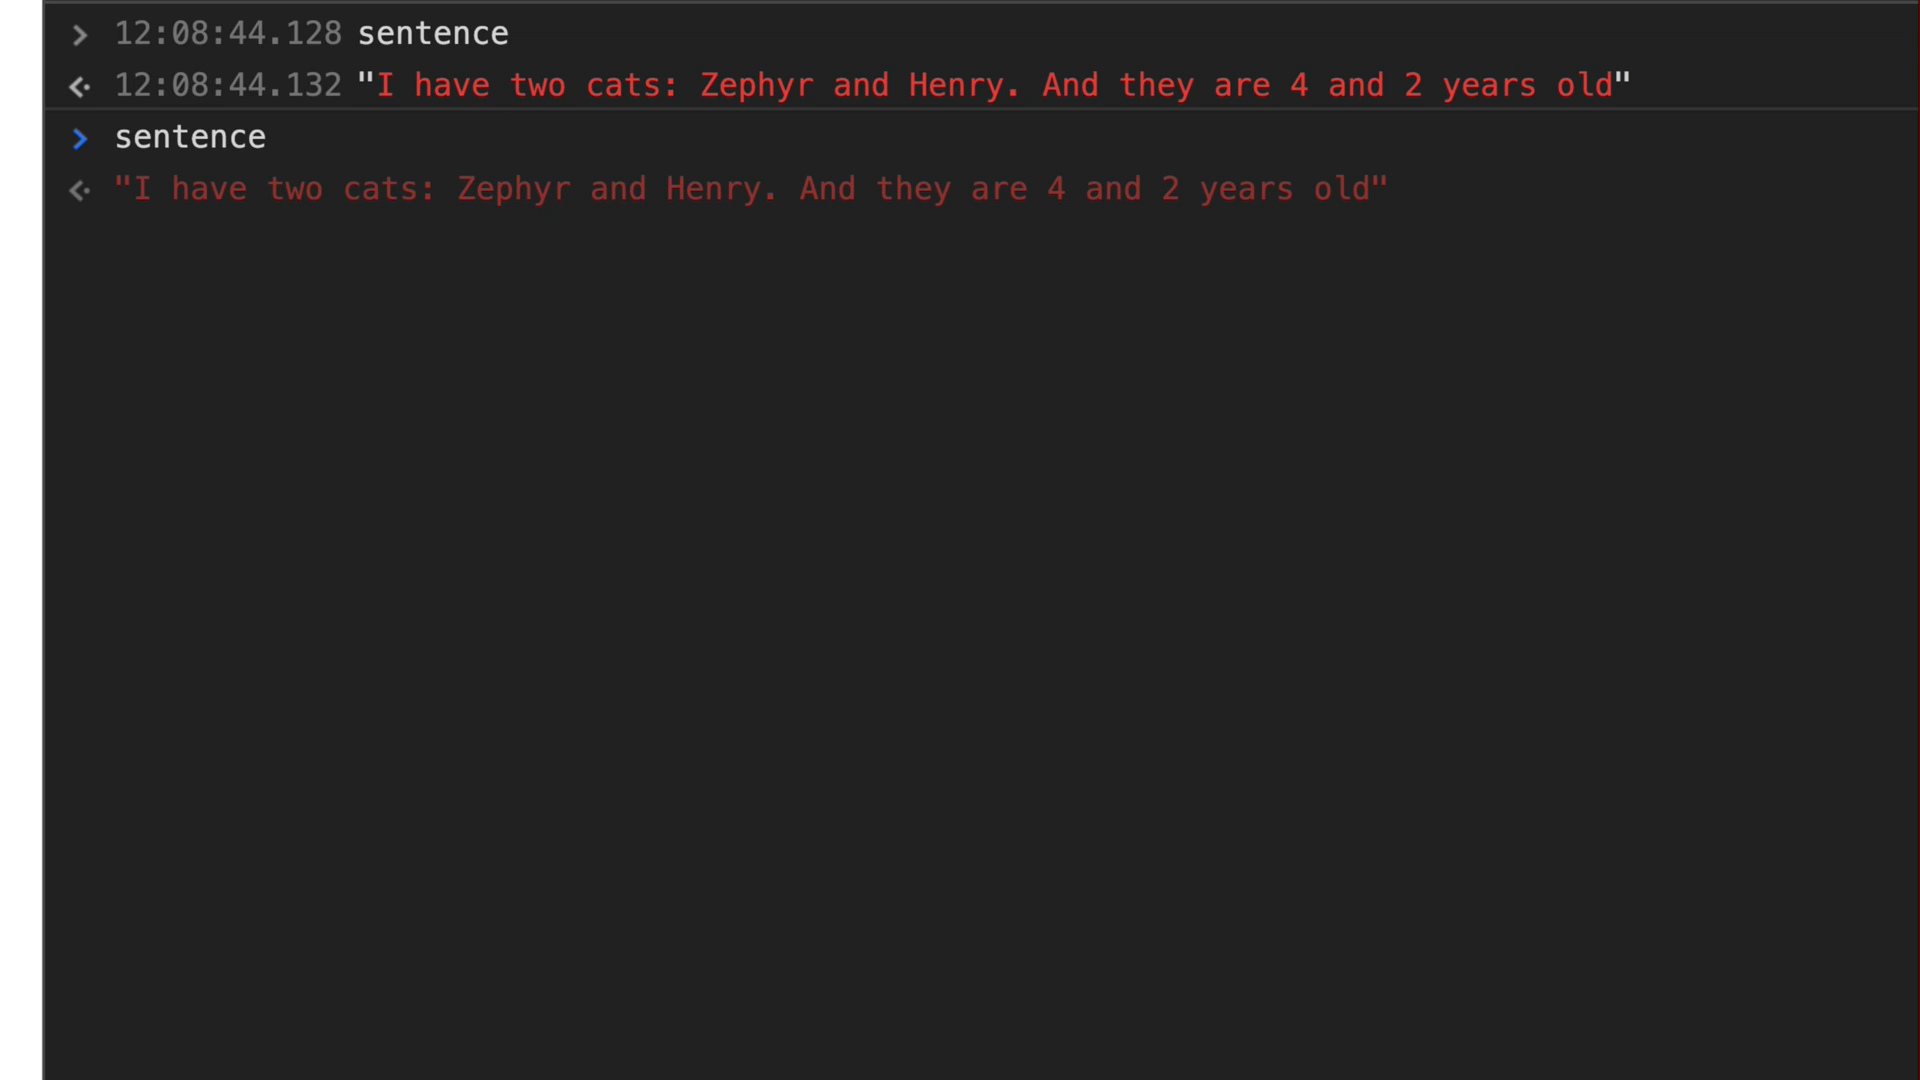 > 12:08:44.128 sentence
<· 12:08:44.132 "I have two cats: Zephyr and Henry. And they are 4 and 2 years old"
> sentence
<· "I have two cats: Zephyr and Henry. And they are 4 and 2 years old"